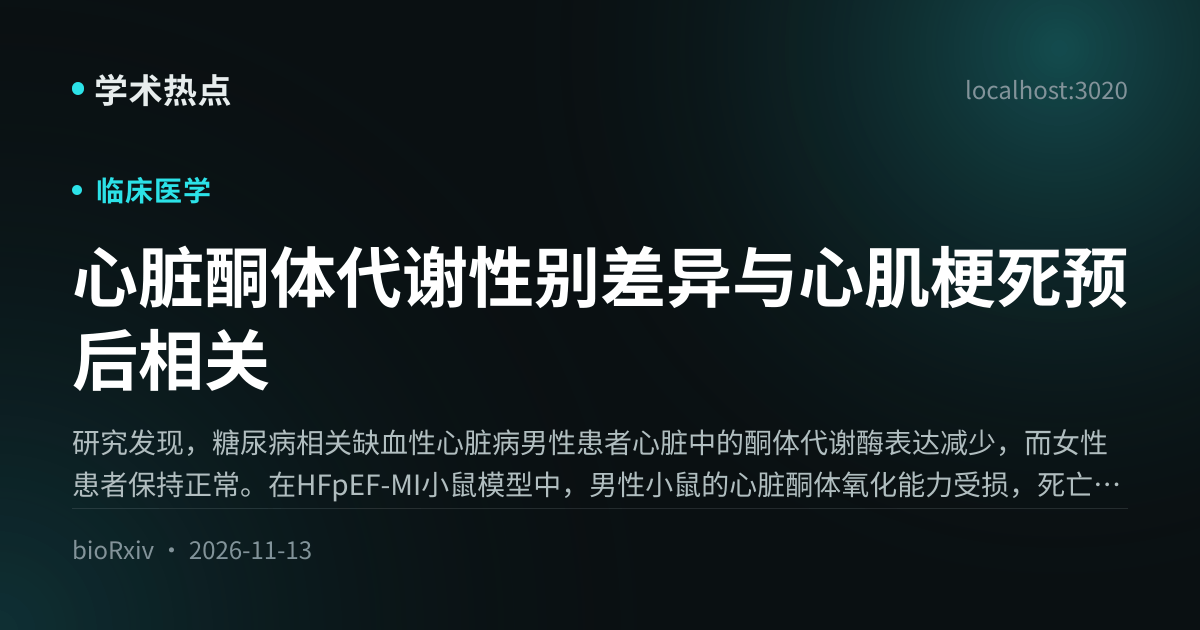 学术热点
localhost:3020
临床医学
心脏酮体代谢性别差异与心肌梗死预
后相关
研究发现，糖尿病相关缺血性心脏病男性患者心脏中的酮体代谢酶表达减少，而女性
患者保持正常。在HFpEF-MI小鼠模型中，男性小鼠的心脏酮体氧化能力受损，死亡…
bioRxiv · 2026-11-13